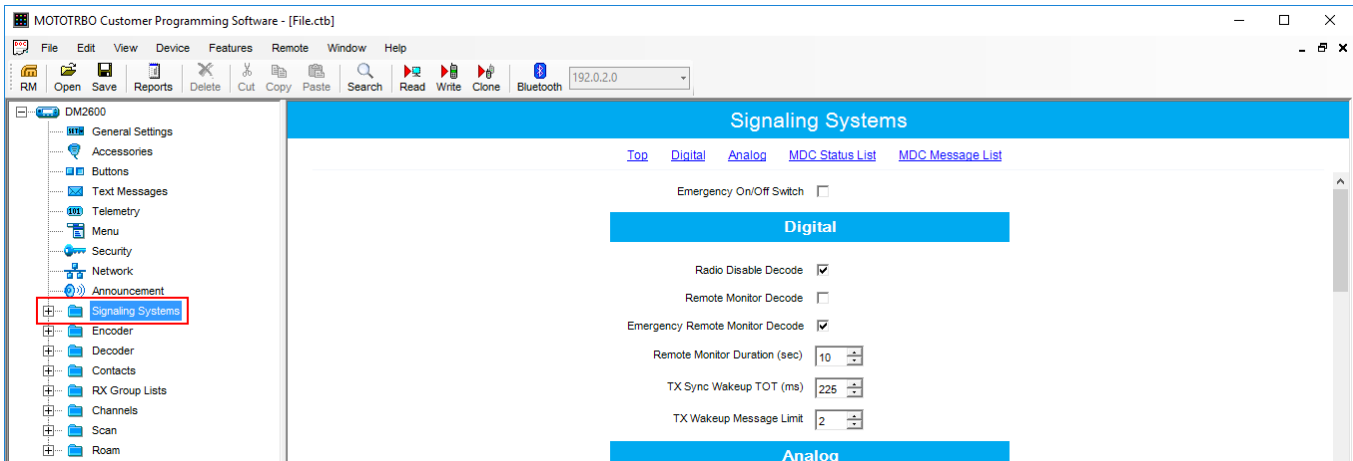 MOTOTRBO Customer Programming Software - [File.ctb]
File Edit View Device Features Remote Window Help
RM Open Save Reports Delete Cut Copy Paste Search Read Write Clone Bluetooth 192.0.2.0
DM2600
General Settings
Accessories
Buttons
Text Messages
Telemetry
Menu
Security
Network
Announcement
Signaling Systems
Encoder
Decoder
Contacts
RX Group Lists
Channels
Scan
Roam
Signaling Systems
Top Digital Analog MDC Status List MDC Message List
Emergency On/Off Switch
Digital
Radio Disable Decode
Remote Monitor Decode
Emergency Remote Monitor Decode
Remote Monitor Duration (sec) 10
TX Sync Wakeup TOT (ms) 225
TX Wakeup Message Limit 2
Analog